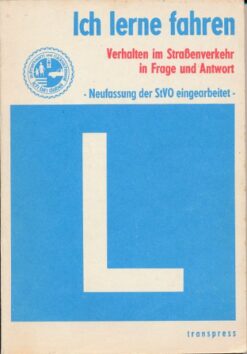 Ich lerne fahren
Verhalten im Straßenverkehr
in Frage und Antwort
- Neufassung der StVO eingearbeitet -
L
transpress